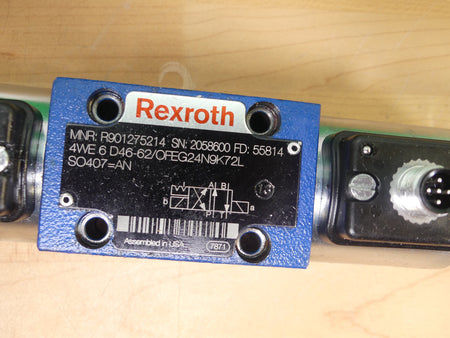 Rexroth
MNR: R901275214 SN: 2058600 FD: 55814
4WE 6 D46-62/OFEG24N9K72L
SO407=AN
A B
b a
P T
Assembled in USA
7871